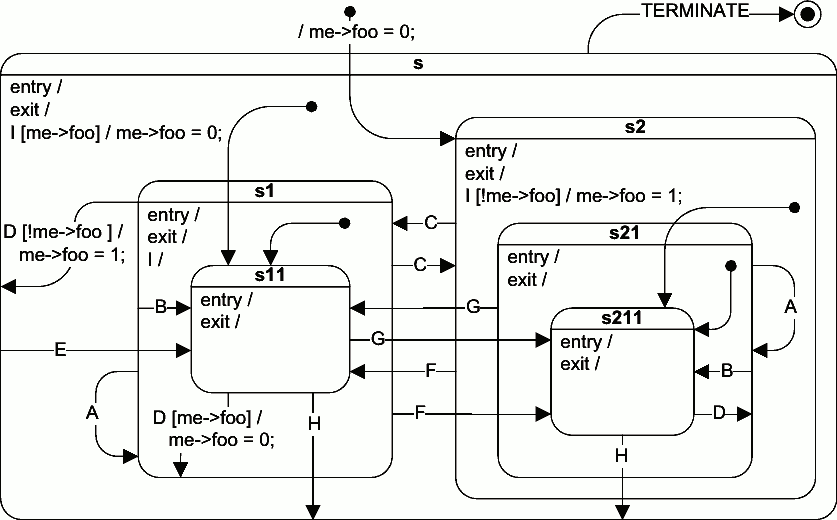 TERMINATE
/ me->foo = 0;
s
entry /
exit /
I [me->foo] / me->foo = 0;
s2
entry /
exit /
I [!me->foo] / me->foo = 1;
s1
entry /
exit /
I /
D [!me->foo ] /
me->foo = 1;
C
C
s21
entry /
exit /
s11
entry /
exit /
B
G
A
s211
entry /
exit /
E
G
F
B
A
D [me->foo] /
me->foo = 0;
H
F
D
H